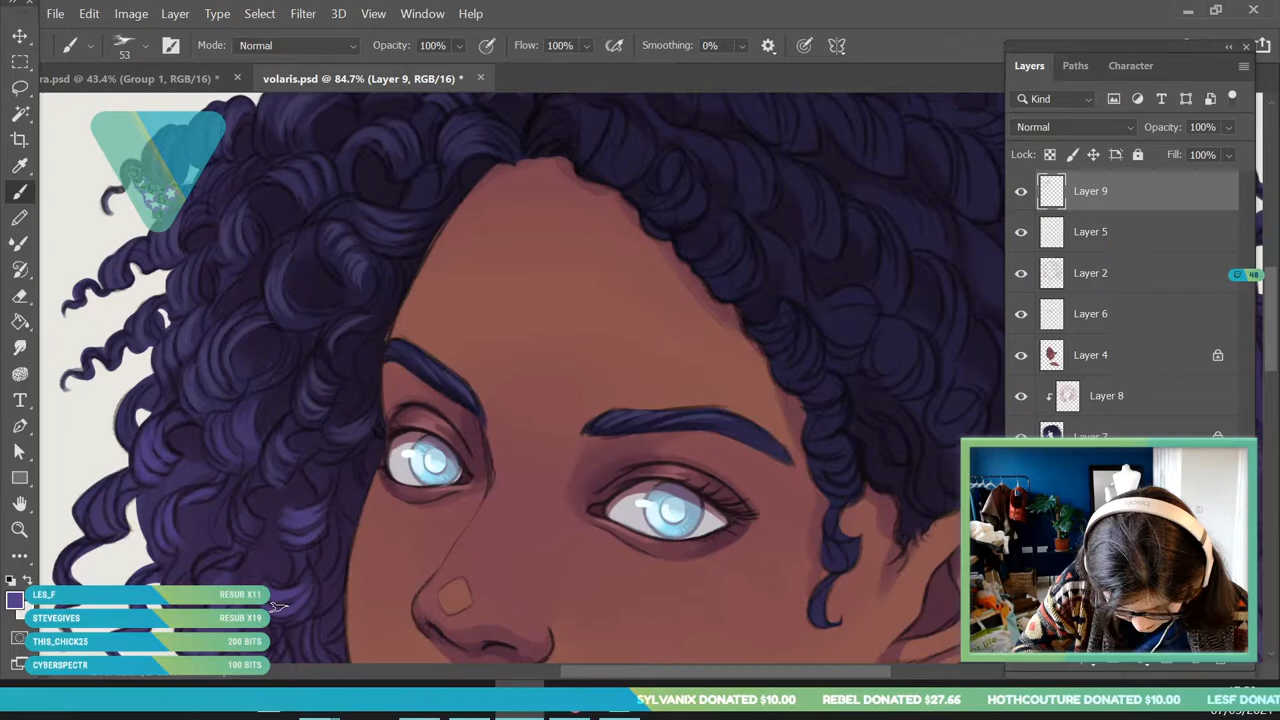 File Edit Image Layer Type Select Filter 3D View Window Help
53 Mode: Normal Opacity: 100% Flow: 100% Smoothing: 0%
ra.psd @ 43.4% (Group 1, RGB/16) * volaris.psd @ 84.7% (Layer 9, RGB/16) *
Layers Paths Character
Kind
Normal Opacity: 100%
Lock: Fill: 100%
Layer 9
Layer 5
Layer 2
48
Layer 6
Layer 4
Layer 8
Layer 7
LES_F RESUB X11
STEVEGIVES RESUB X19
THIS_CHICK25 200 BITS
CYBERSPECTR 100 BITS
SYLVANIX DONATED $10.00 REBEL DONATED $27.66 HOTHCOUTURE DONATED $10.00 LESF DONAT